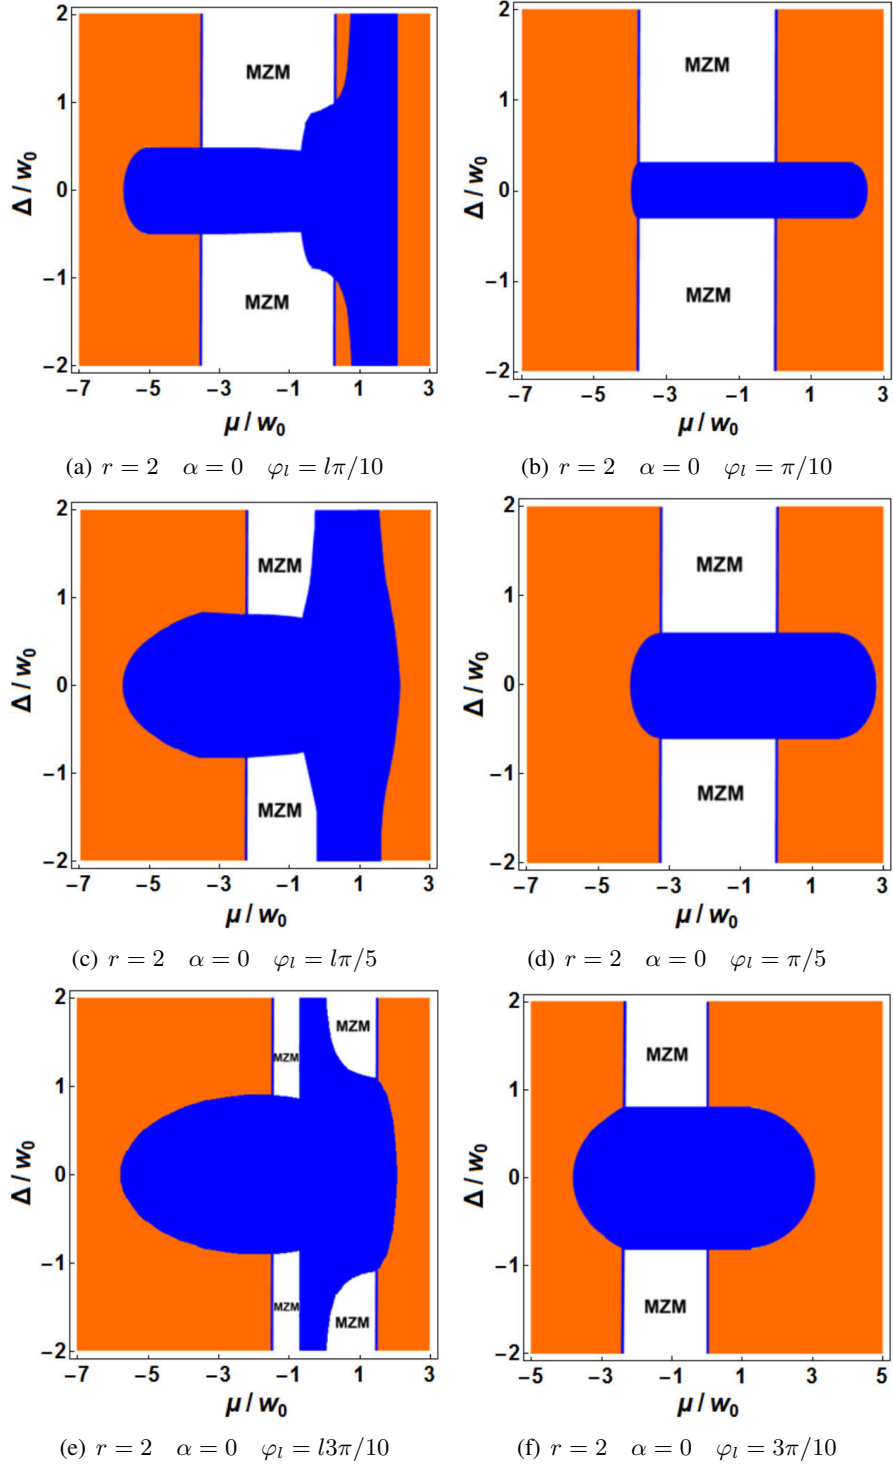 2
1
0
−1
−2
Δ / w0
MZM
MZM
−7 −5 −3 −1 1 3
μ / w0
(a) r = 2 α = 0 φl = lπ/10
2
1
0
−1
−2
Δ / w0
MZM
MZM
−7 −5 −3 −1 1 3
μ / w0
(b) r = 2 α = 0 φl = π/10
2
1
0
−1
−2
Δ / w0
MZM
MZM
−7 −5 −3 −1 1 3
μ / w0
(c) r = 2 α = 0 φl = lπ/5
2
1
0
−1
−2
Δ / w0
MZM
MZM
−7 −5 −3 −1 1 3
μ / w0
(d) r = 2 α = 0 φl = π/5
2
1
0
−1
−2
Δ / w0
MZM
MZM
MZM
MZM
−7 −5 −3 −1 1 3
μ / w0
(e) r = 2 α = 0 φl = l3π/10
2
1
0
−1
−2
Δ / w0
MZM
MZM
−5 −3 −1 1 3 5
μ / w0
(f) r = 2 α = 0 φl = 3π/10